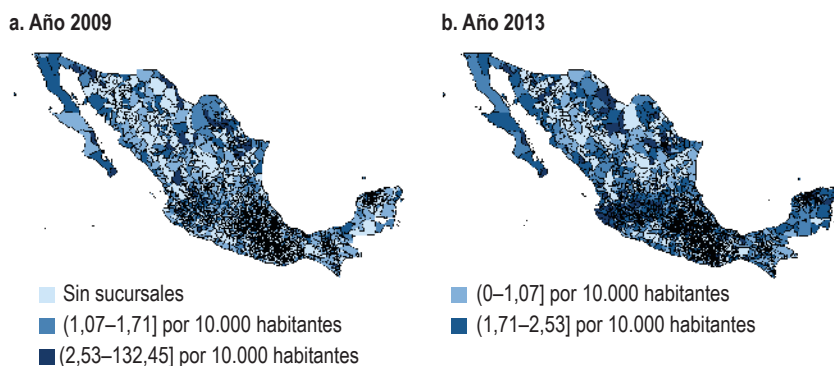 a. Año 2009
b. Año 2013
Sin sucursales
(0–1,07] por 10.000 habitantes
(1,07–1,71] por 10.000 habitantes
(1,71–2,53] por 10.000 habitantes
(2,53–132,45] por 10.000 habitantes